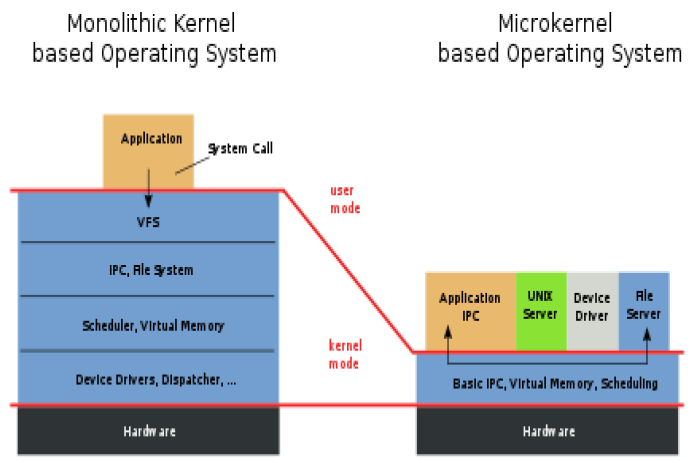 Monolithic Kernel
based Operating System
Microkernel
based Operating System
Application
System Call
VFS
IPC, File System
Scheduler, Virtual Memory
Device Drivers, Dispatcher, ...
Hardware
user
mode
kernel
mode
Application
IPC
UNIX
Server
Device
Driver
File
Server
Basic IPC, Virtual Memory, Scheduling
Hardware